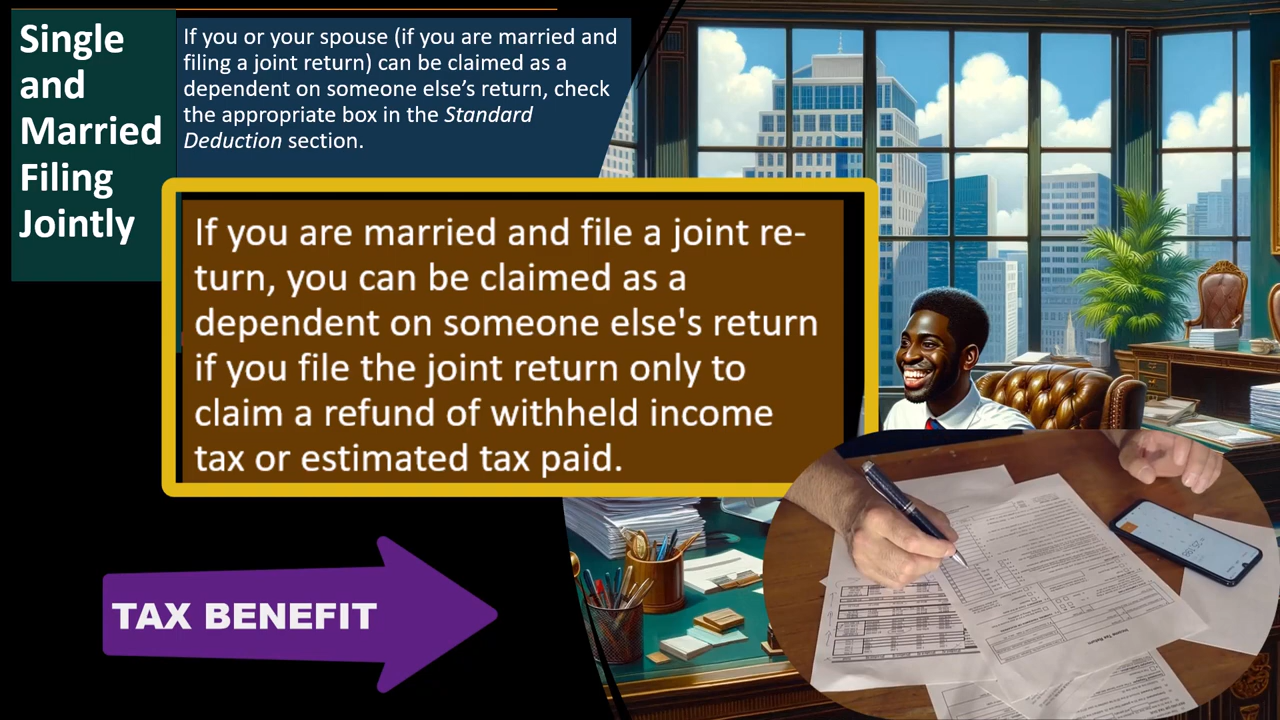 Single
and
Married
Filing
Jointly
If you or your spouse (if you are married and
filing a joint return) can be claimed as a
dependent on someone else’s return, check
the appropriate box in the Standard
Deduction section.
If you are married and file a joint re-
turn, you can be claimed as a
dependent on someone else's return
if you file the joint return only to
claim a refund of withheld income
tax or estimated tax paid.
TAX BENEFIT
Income Tax Return